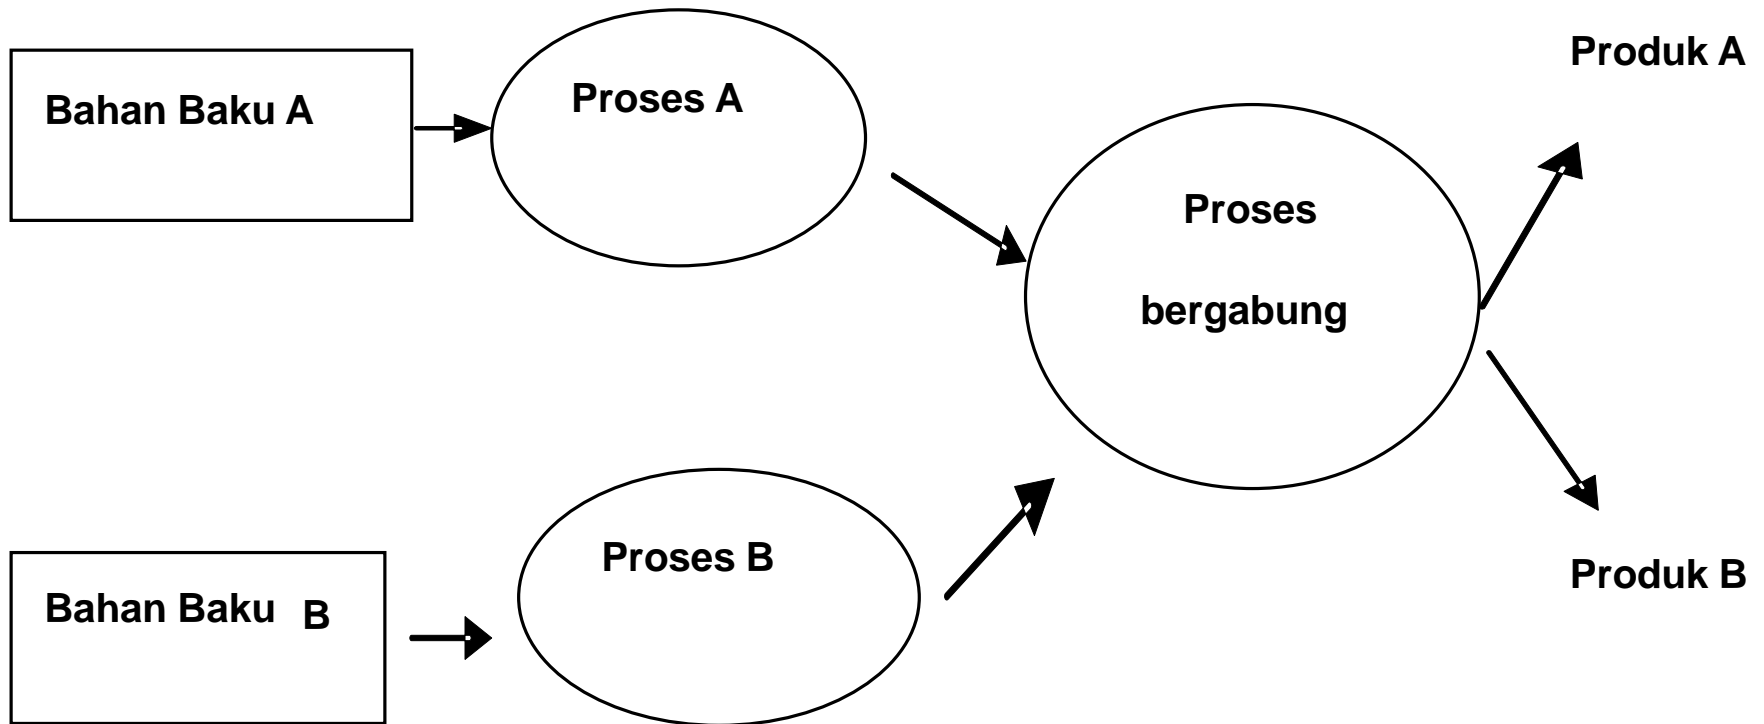 Bahan Baku A
Proses A
Produk A
Proses
bergabung
Bahan Baku B
Proses B
Produk B